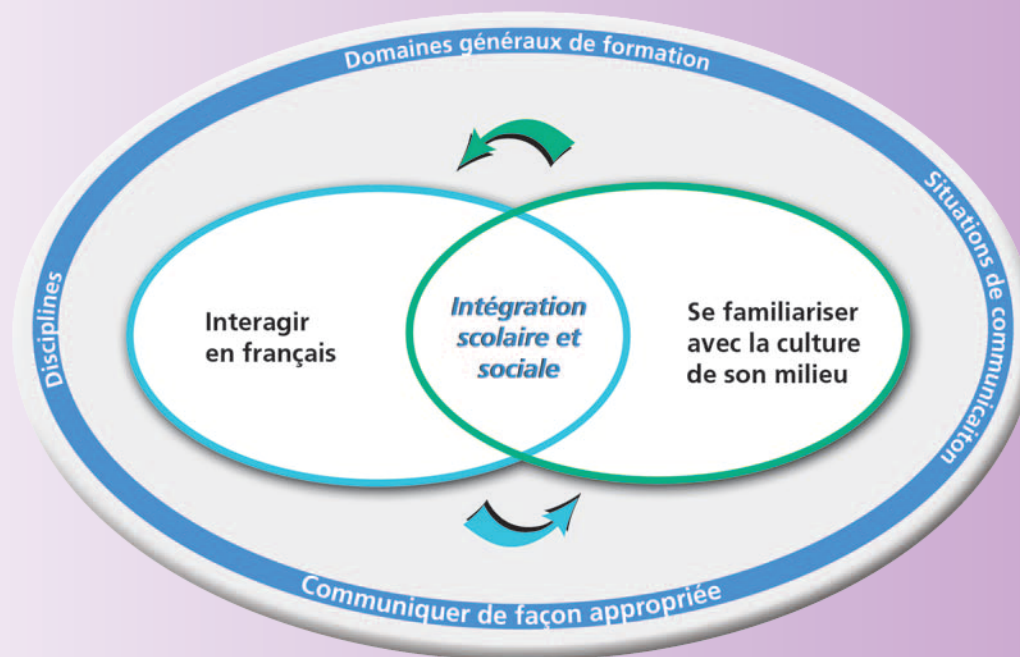 Domaines généraux de formation
Situations de communicaiton
Disciplines
Interagir
en français
Intégration
scolaire et
sociale
Se familiariser
avec la culture
de son milieu
Communiquer de façon appropriée